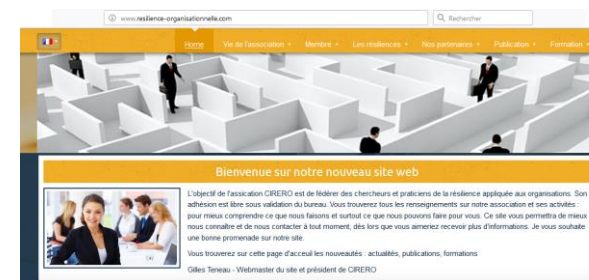 www.resilience-organisationnelle.com
Rechercher
Home Vie de l'association Membre Les résiliences Nos partenaires Publication Formation
Bienvenue sur notre nouveau site web
L'objectif de l'assication CIRERO est de fédérer des chercheurs et praticiens de la résilience appliquée aux organisations. Son
adhésion est libre sous validation du bureau. Vous trouverez tous les renseignements sur notre association et ses activités :
pour mieux comprendre ce que nous faisons et surtout ce que nous pouvons faire pour vous. Ce site vous permettra de mieux
nous connaître et de nous contacter à tout moment, dès lors que vous aimeriez recevoir plus d'informations. Je vous souhaite
une bonne promenade sur notre site.
Vous trouverez sur cette page d'acceuil les nouveautés : actualités, publications, formations
Gilles Teneau - Webmaster du site et président de CIRERO